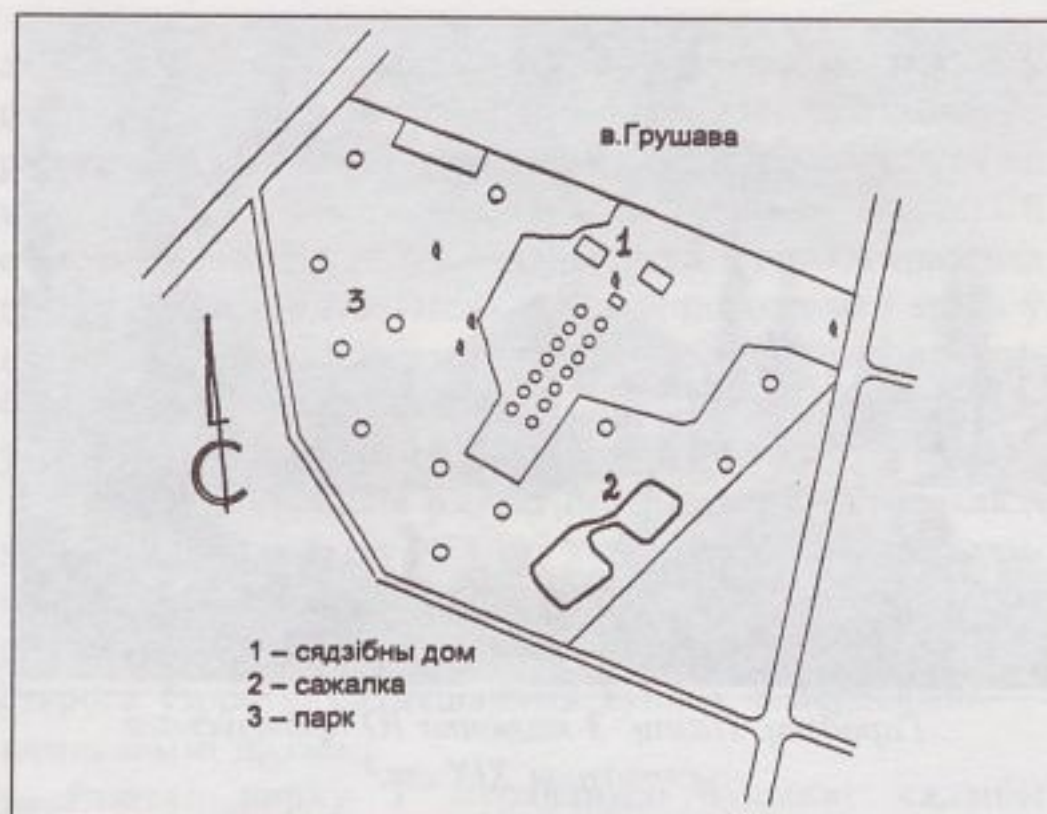 в.Грушава
1
3
2
С
1 – сядзібны дом
2 – сажалка
3 – парк